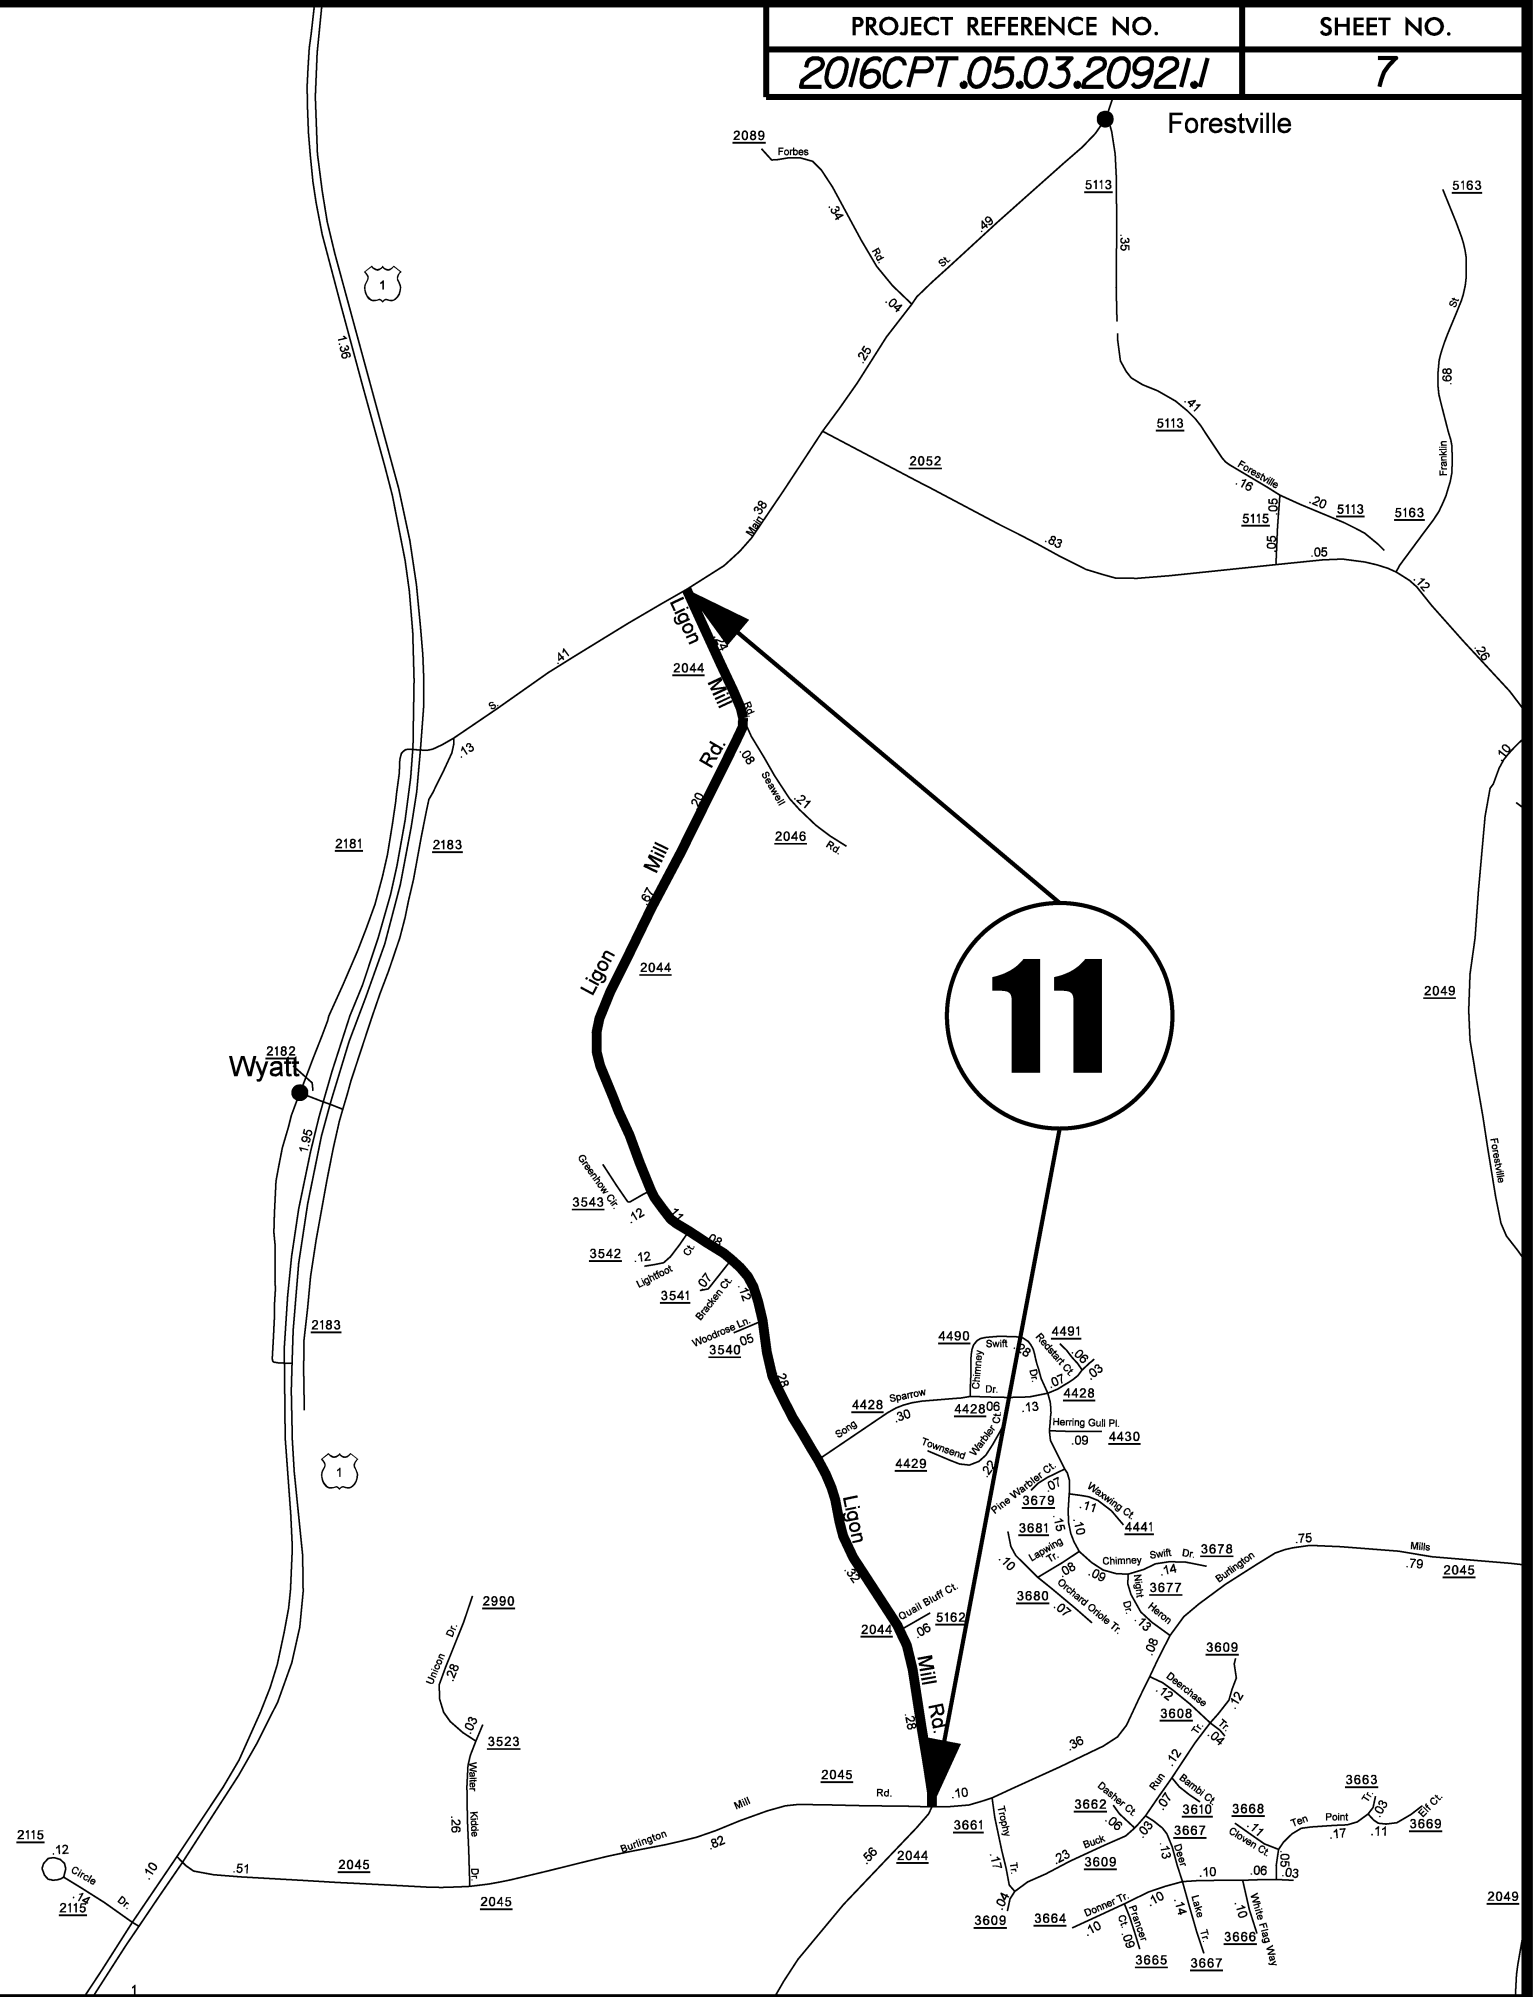 PROJECT REFERENCE NO.
SHEET NO.
2016CPT.05.03.20921.1
7
Forestville
2089
Forbes
.34
Rd.
.04
St
.49
5113
.35
5163
St
.68
Franklin
5163
1
1.36
.25
2052
.83
Main
.38
.41
5113
Forestville
.16
.05
5115
.05
.20
5113
.05
.12
.26
.10
Ligon
.24
2044
Mill
Rd.
.41
S.
.13
Rd.
.08
Seawell
.21
2046
Rd.
.20
2181
2183
Mill
.67
Ligon
2044
11
2049
2182
Wyatt
1.95
Forestville
Greenhow Cir.
3543
.12
.11
3542
.12
Ct.
Lightfoot
.08
3541
.07
Bracken Ct.
.12
Woodrose Ln.
3540
.05
2183
.28
4490
Swift
.28
Chimney
Dr.
Redstart Ct.
4491
.06
.03
.07
4428
4428
Sparrow
Dr.
Song
.30
4428
.06
.13
Herring Gull Pl.
.09
4430
Townsend
Warbler Ct.
4429
.22
1
Pine Warbler Ct.
.07
3679
Waxwing Ct.
.11
4441
Ligon
3681
.15
.10
Lapwing
Tr.
.10
.08
.09
Chimney
Swift
Dr.
3678
.14
3677
Night
Dr.
Heron
.13
3680
Orchard Oriole Tr.
.07
Burlington
.75
Mills
.79
2045
.32
Quail Bluff Ct.
2044
.06
5162
.08
2990
Unicon
Dr.
.28
Mill
Rd.
.28
3609
Deerchase
.12
3608
Tr.
.04
.12
Tr.
.03
3523
Walter
Kidde
.26
Dr.
.36
.12
Run
.07
Bambi Ct.
3610
2045
Mill
Rd.
.10
3661
Trophy
.17
Tr.
Dasher Ct.
3662
.06
.03
Buck
.23
3609
3667
.13
Deer
3668
.11
Cloven Ct.
Ten
Point
.17
3663
Tr.
.03
.11
Elf Ct.
3669
2115
.12
Circle
.14
Dr.
2115
.10
.51
2045
2045
Burlington
.82
.56
2044
.04
3609
3664
Donner Tr.
.10
.10
Prancer
Ct.
.09
3665
.14
Lake
Tr.
3667
.10
.06
.05
.03
.10
White Flag Way
3666
2049
1